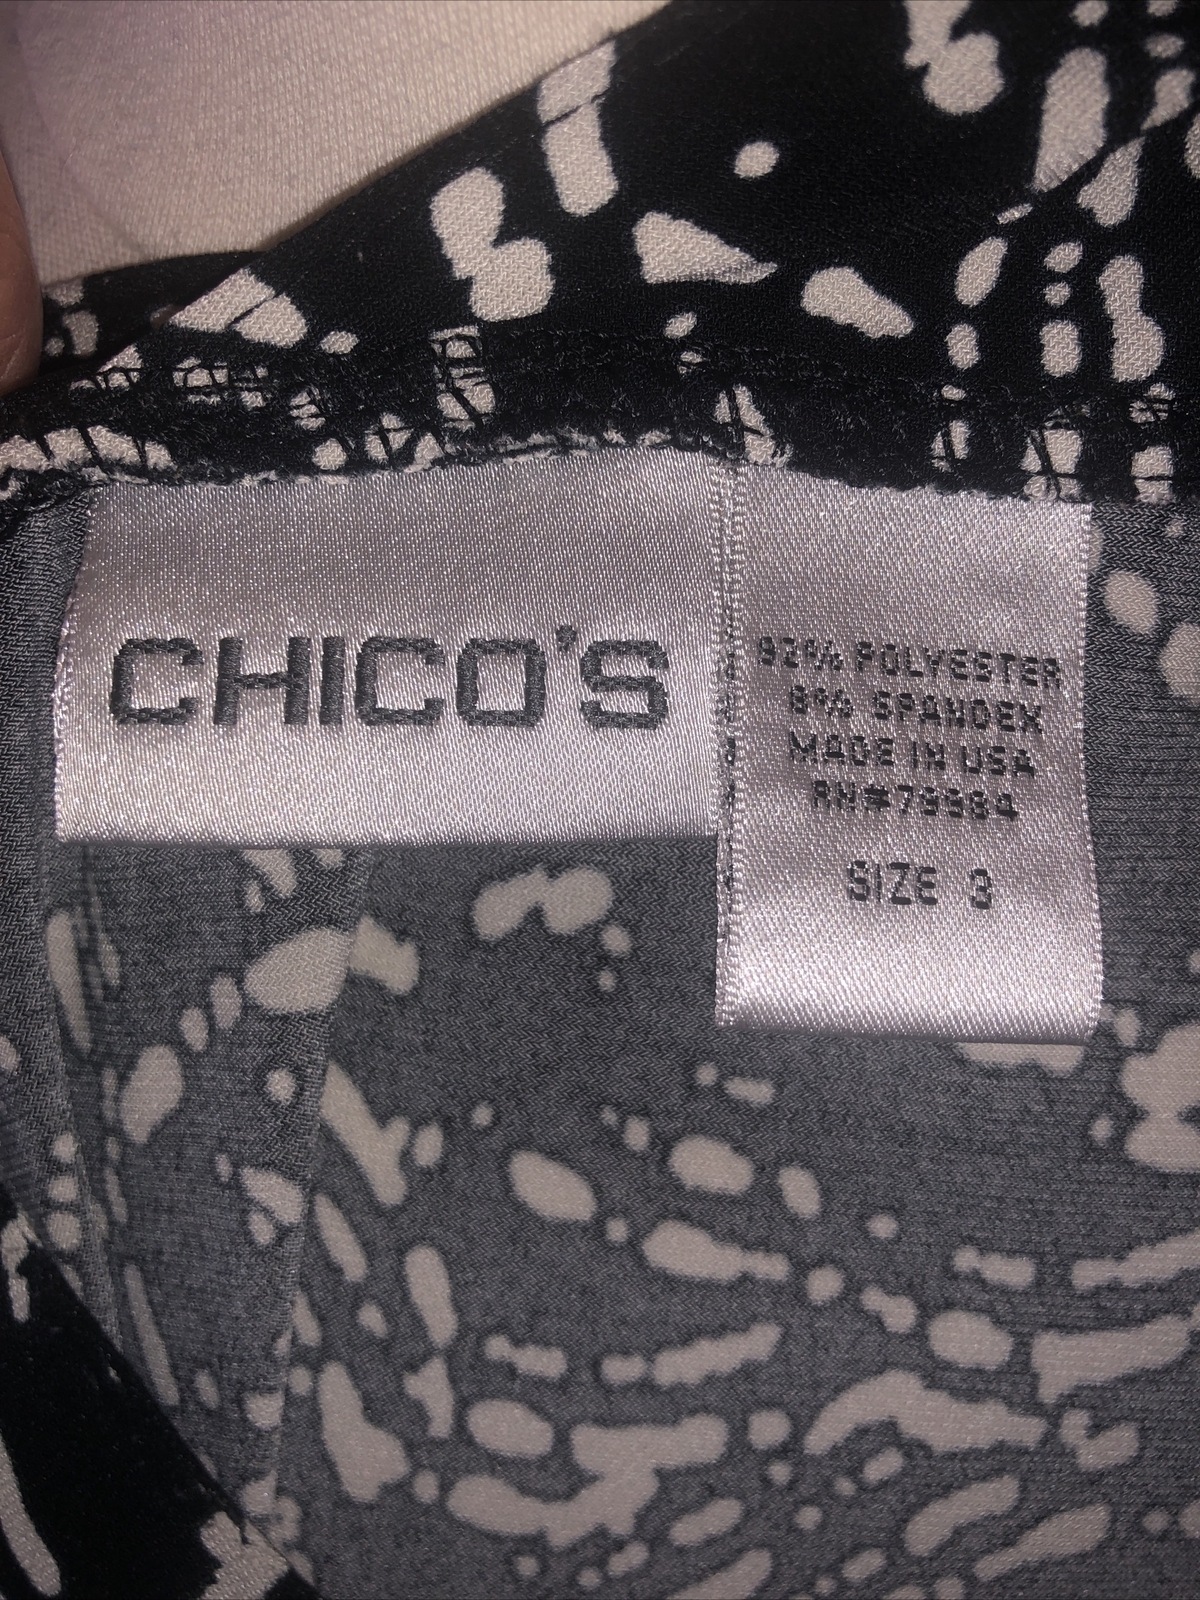 CHICO'S
92% POLYESTER
8% SPANDEX
MADE IN USA
RN#79984
SIZE 3